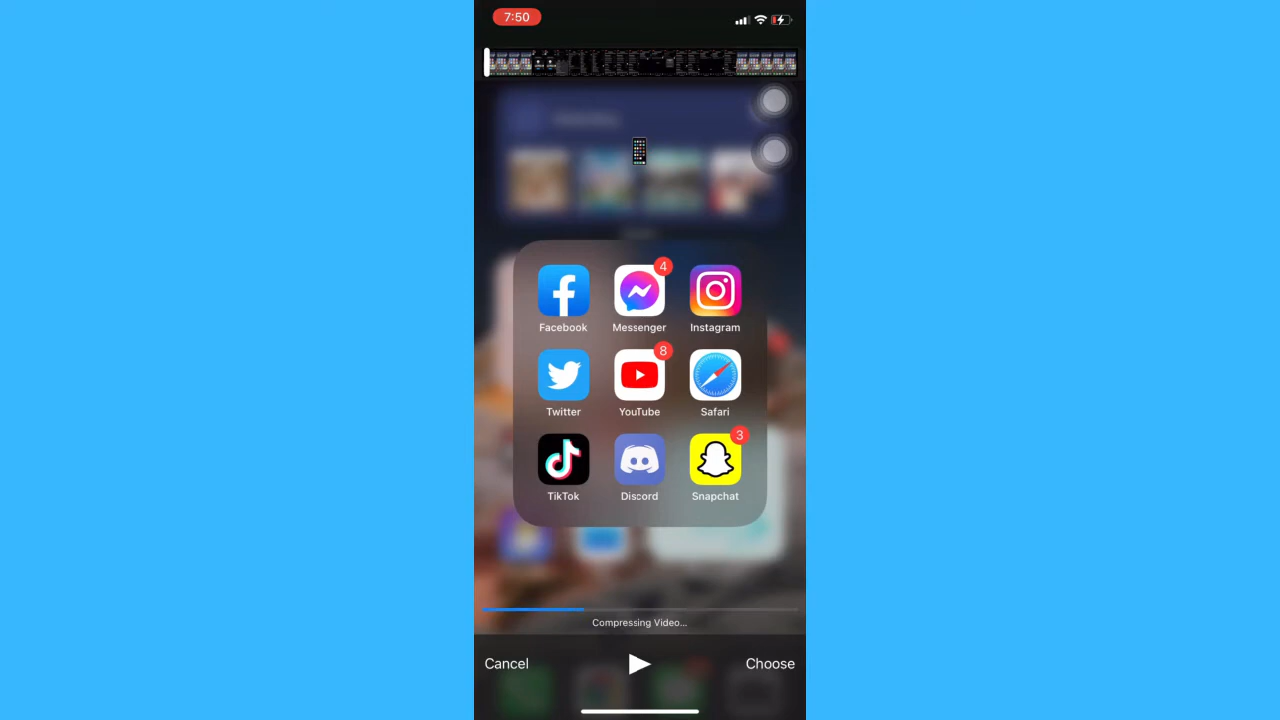 7:50
4
Facebook Messenger Instagram
8
Twitter YouTube Safari
3
TikTok Discord Snapchat
Compressing Video...
Cancel Choose